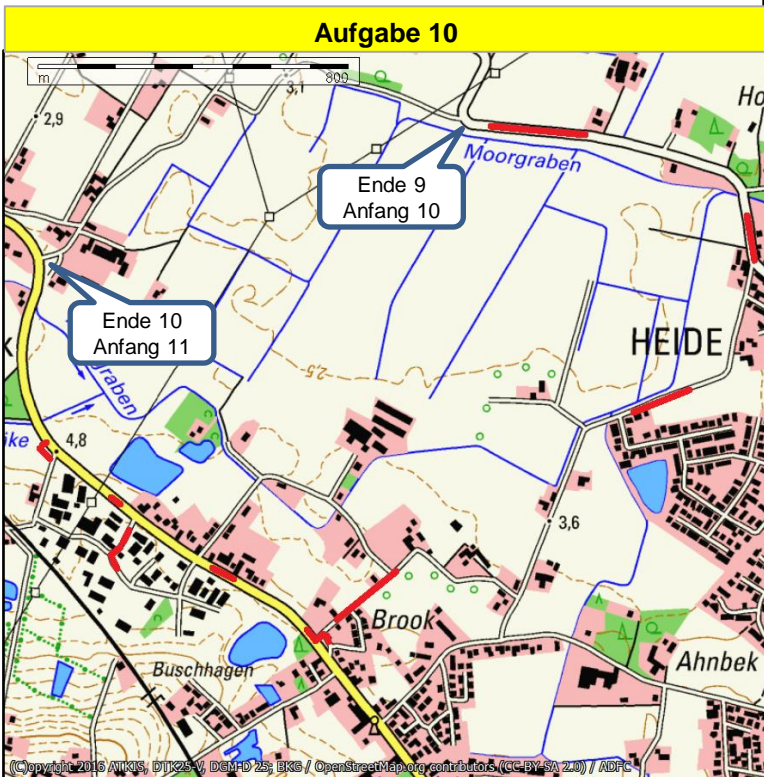 Aufgabe 10
m 800
3,1
2,9
Ho
Moorgraben
Ende 9
Anfang 10
Ende 10
Anfang 11
HEIDE
K
graben
2,5
ike
4,8
3,6
Brook
Buschhagen
Ahnbek
(C)opyright 2016 ATKIS, DTK25-V, DGM-D 25; BKG / OpenStreetMap.org contributors (CC-BY-SA 2.0) / ADFC